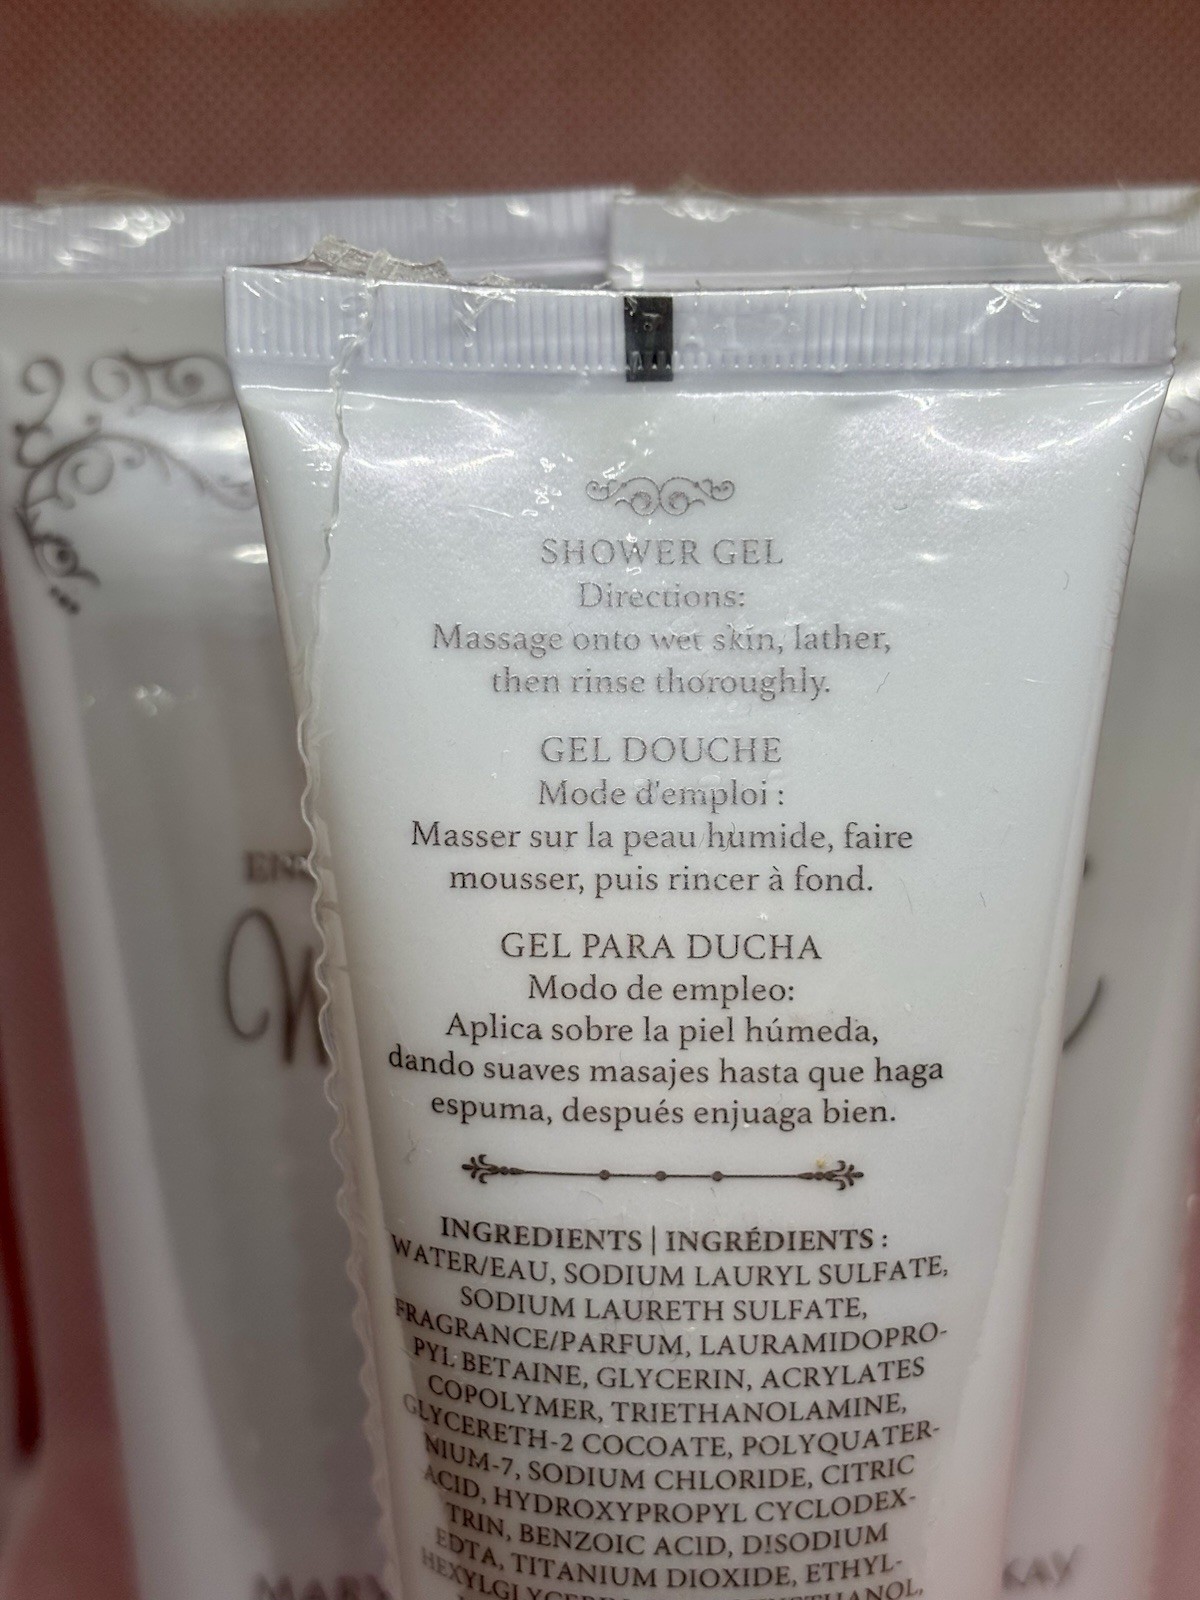 SHOWER GEL
Directions:
Massage onto wet skin, lather,
then rinse thoroughly.
GEL DOUCHE
Mode d'emploi :
Masser sur la peau humide, faire
mousser, puis rincer à fond.
GEL PARA DUCHA
Modo de empleo:
Aplica sobre la piel húmeda,
dando suaves masajes hasta que haga
espuma, después enjuaga bien.
INGREDIENTS | INGRÉDIENTS :
WATER/EAU, SODIUM LAURYL SULFATE,
SODIUM LAURETH SULFATE,
FRAGRANCE/PARFUM, LAURAMIDOPRO-
PYL BETAINE, GLYCERIN, ACRYLATES
COPOLYMER, TRIETHANOLAMINE,
GLYCERETH-2 COCOATE, POLYQUATER-
NIUM-7, SODIUM CHLORIDE, CITRIC
ACID, HYDROXYPROPYL CYCLODEX-
TRIN, BENZOIC ACID, DISODIUM
EDTA, TITANIUM DIOXIDE, ETHYL-
MARY
KAY